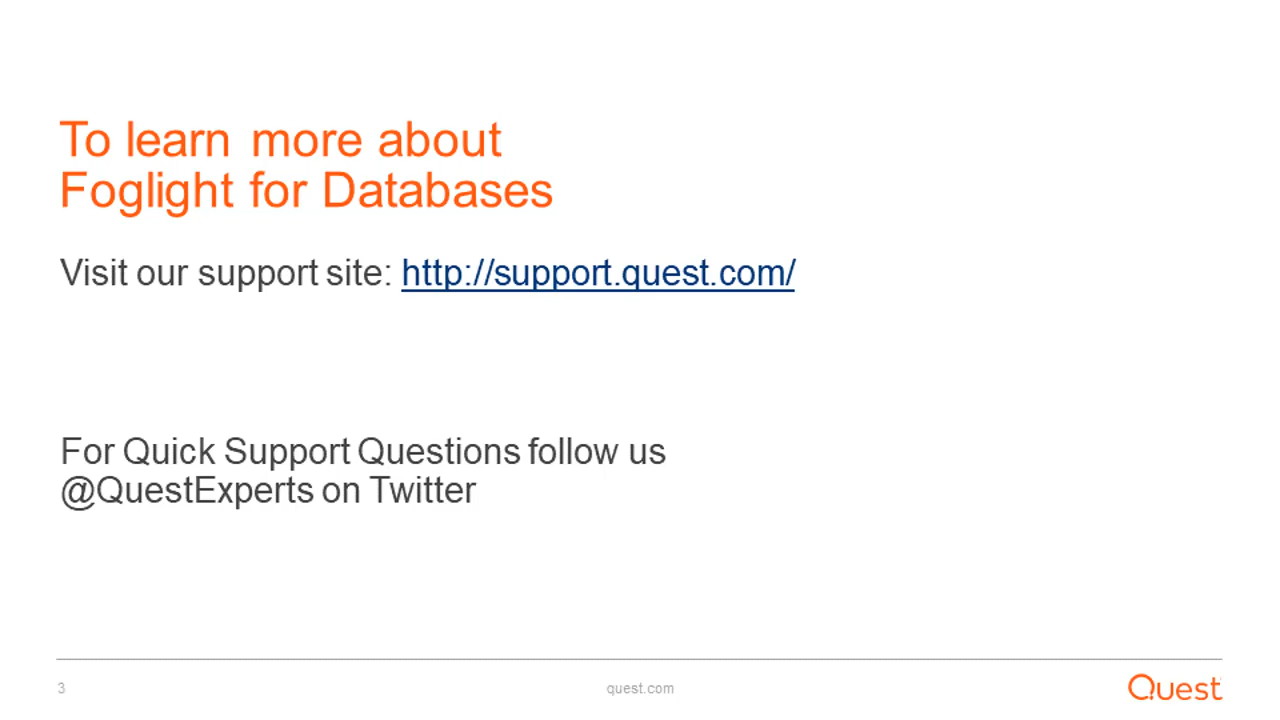 To learn more about
Foglight for Databases
Visit our support site: http://support.quest.com/
For Quick Support Questions follow us
@QuestExperts on Twitter
3
quest.com
Quest